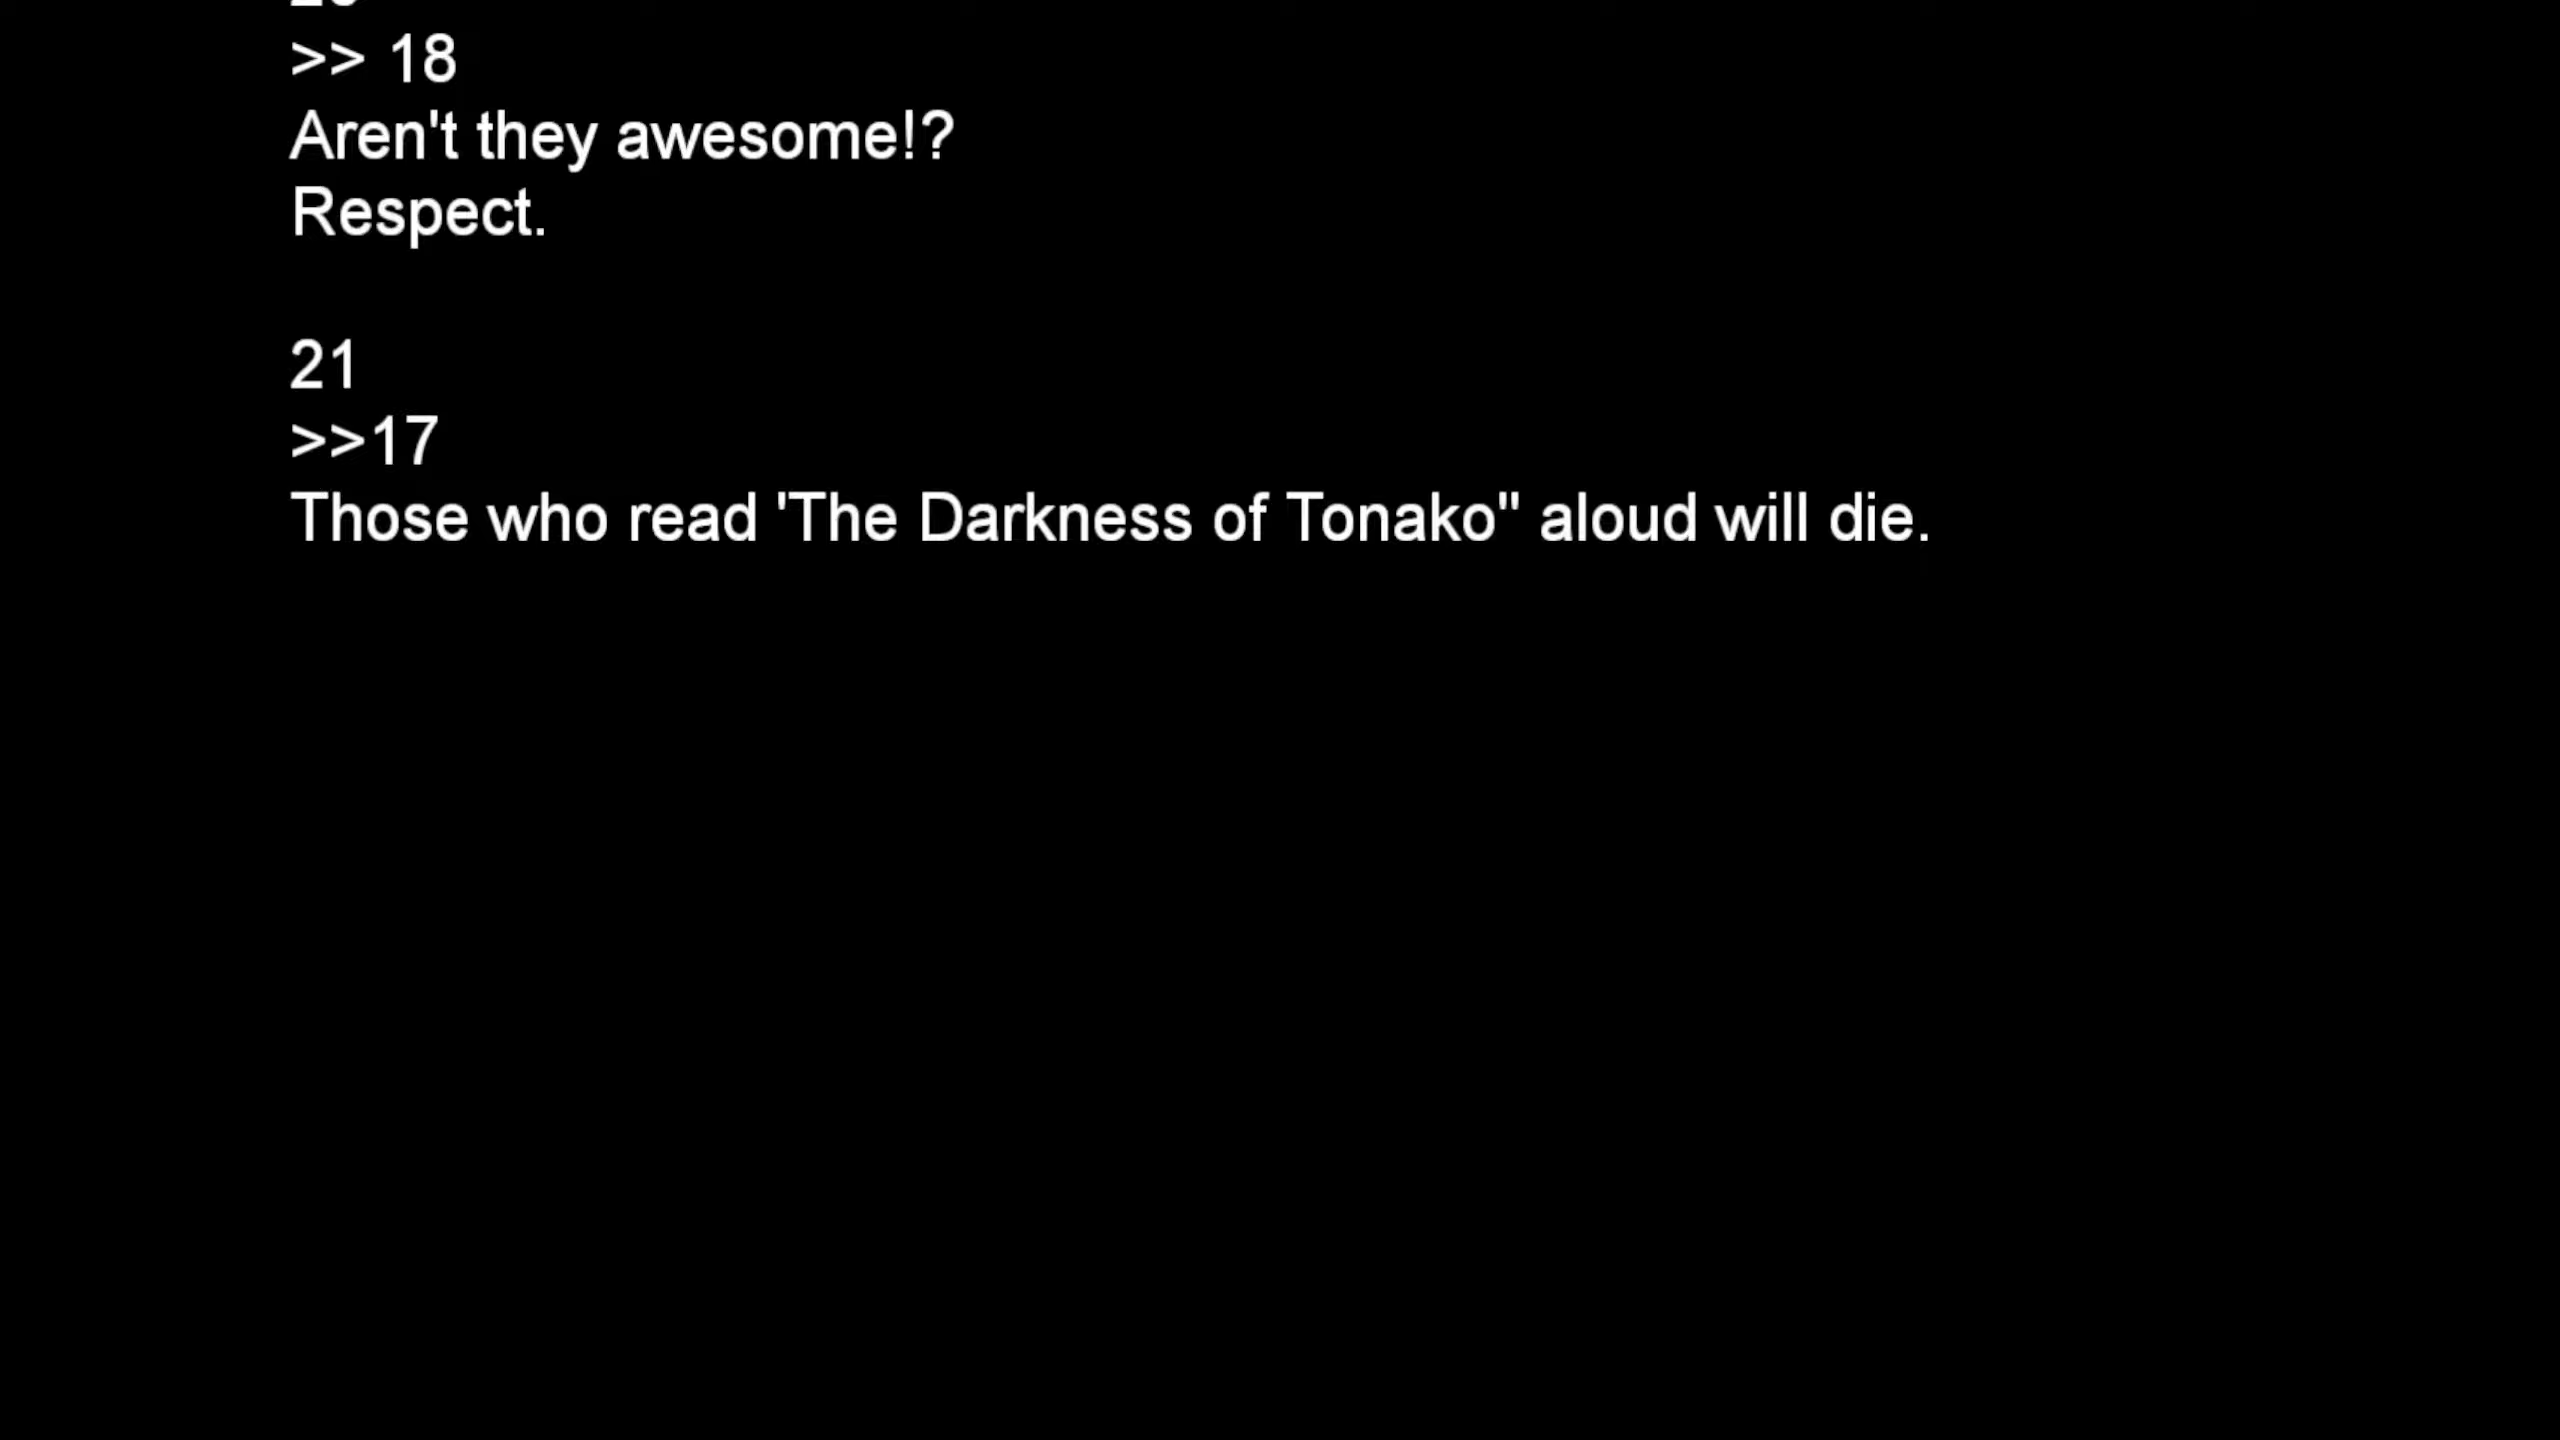 >> 18
Aren't they awesome!?
Respect.
21
>>17
Those who read 'The Darkness of Tonako" aloud will die.